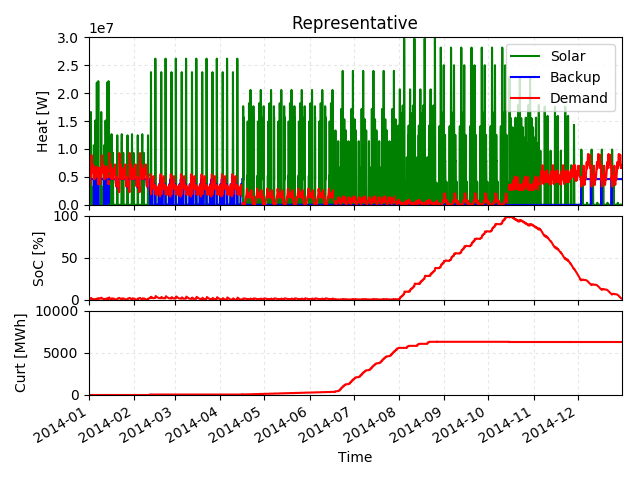 Representative
1e7
3.0
2.5
2.0
1.5
1.0
0.5
0.0
Heat [W]
Solar
Backup
Demand
100
50
0
SoC [%]
10000
5000
0
Curt [MWh]
2014-01
2014-02
2014-03
2014-04
2014-05
2014-06
2014-07
2014-08
2014-09
2014-10
2014-11
2014-12
Time